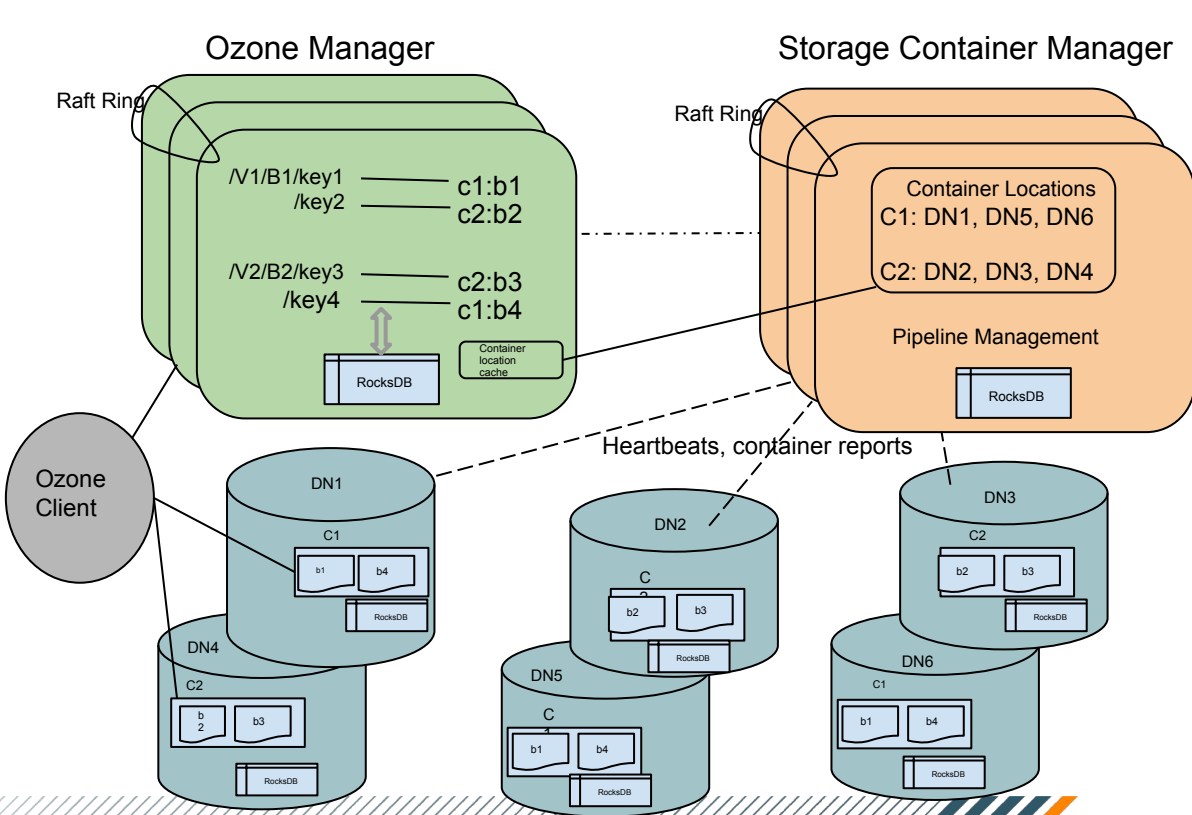 Ozone Manager
Storage Container Manager
Raft Ring
/V1/B1/key1
c1:b1
/key2
c2:b2
/V2/B2/key3
c2:b3
/key4
c1:b4
Container
location
cache
RocksDB
Raft Ring
Container Locations
C1: DN1, DN5, DN6
C2: DN2, DN3, DN4
Pipeline Management
RocksDB
Heartbeats, container reports
Ozone
Client
DN1
C1
b1
b4
RocksDB
DN2
C
b2
b3
RocksDB
DN3
C2
b2
b3
RocksDB
DN4
C2
b
2
b3
RocksDB
DN5
C
b1
b4
RocksDB
DN6
C1
b1
b4
RocksDB